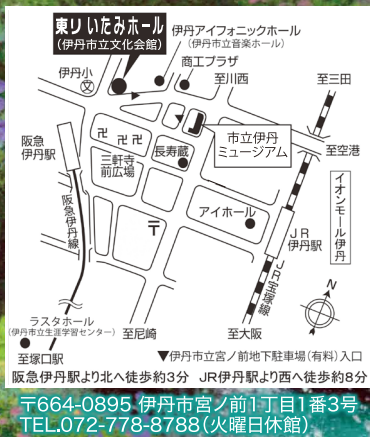 東リ いたみホール
（伊丹市立文化会館）
伊丹アイフォニックホール
（伊丹市立音楽ホール）
伊丹小
文
商工プラザ
至川西
至三田
阪急
伊丹駅
卍 卍 卍
三軒寺
前広場
長寿蔵
市立伊丹
ミュージアム
至空港
イオンモール伊丹
阪急伊丹線
〒
アイホール
JR
伊丹駅
JR宝塚線
N
ラスタホール
（伊丹市立生涯学習センター）
至塚口駅
至尼崎
至大阪
▼伊丹市立宮ノ前地下駐車場（有料）入口
阪急伊丹駅より北へ徒歩約3分 JR伊丹駅より西へ徒歩約8分
〒664-0895 伊丹市宮ノ前1丁目1番3号
TEL.072-778-8788（火曜日休館）